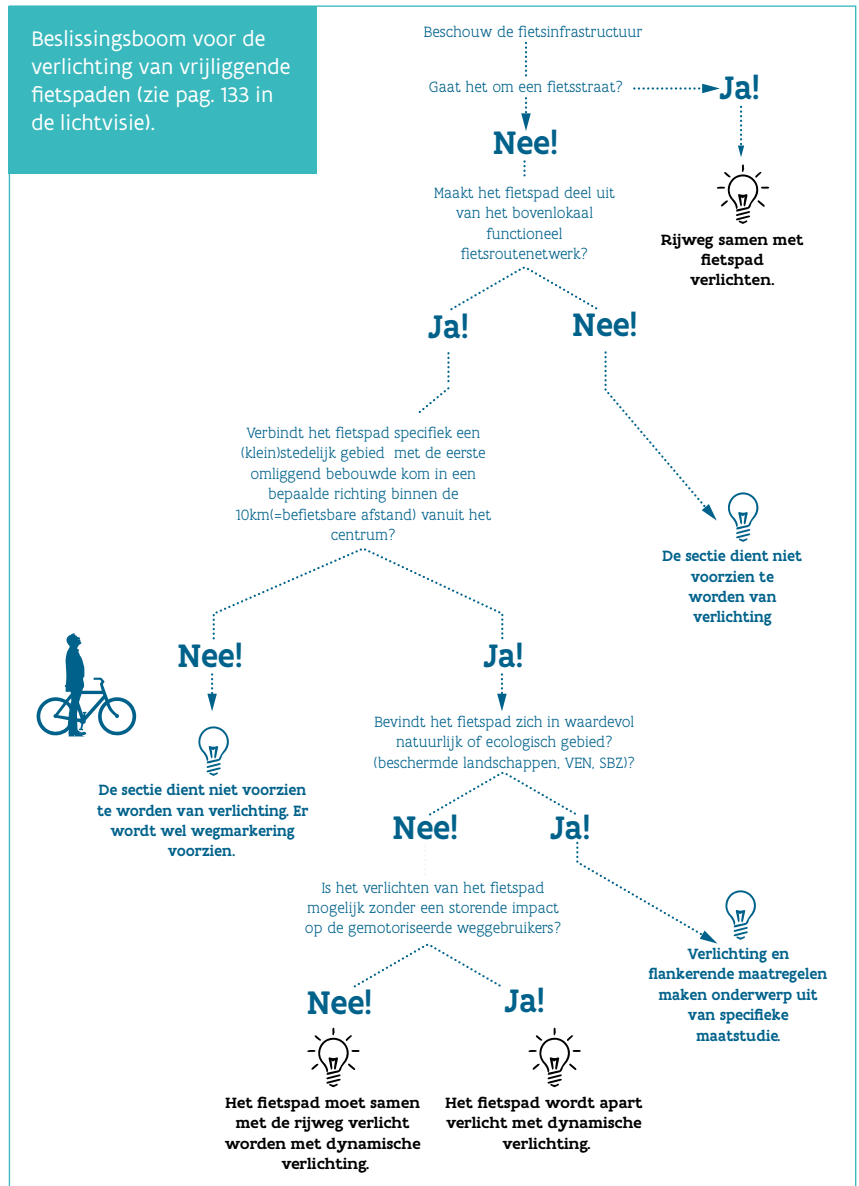 Beslissingsboom voor de
verlichting van vrijliggende
fietspaden (zie pag. 133 in
de lichtvisie).
Beschouw de fietsinfrastructuur
Gaat het om een fietsstraat?
Ja!
Nee!
Rijweg samen met
fietspad
verlichten.
Maakt het fietspad deel uit
van het bovenlokaal
functioneel
fietsroutenetwerk?
Ja!
Nee!
Verbindt het fietspad specifiek een
(klein)stedelijk gebied met de eerste
omliggend bebouwde kom in een
bepaalde richting binnen de
10km(=befietsbare afstand) vanuit het
centrum?
De sectie dient niet
voorzien te
worden van
verlichting
Nee!
Ja!
De sectie dient niet voorzien
te worden van verlichting. Er
wordt wel wegmarkering
voorzien.
Bevindt het fietspad zich in waardevol
natuurlijk of ecologisch gebied?
(beschermde landschappen, VEN, SBZ)?
Nee!
Ja!
Is het verlichten van het fietspad
mogelijk zonder een storende impact
op de gemotoriseerde weggebruikers?
Verlichting en
flankerende maatregelen
maken onderwerp uit
van specifieke
maatstudie.
Nee!
Ja!
Het fietspad moet samen
met de rijweg verlicht
worden met dynamische
verlichting.
Het fietspad wordt apart
verlicht met dynamische
verlichting.